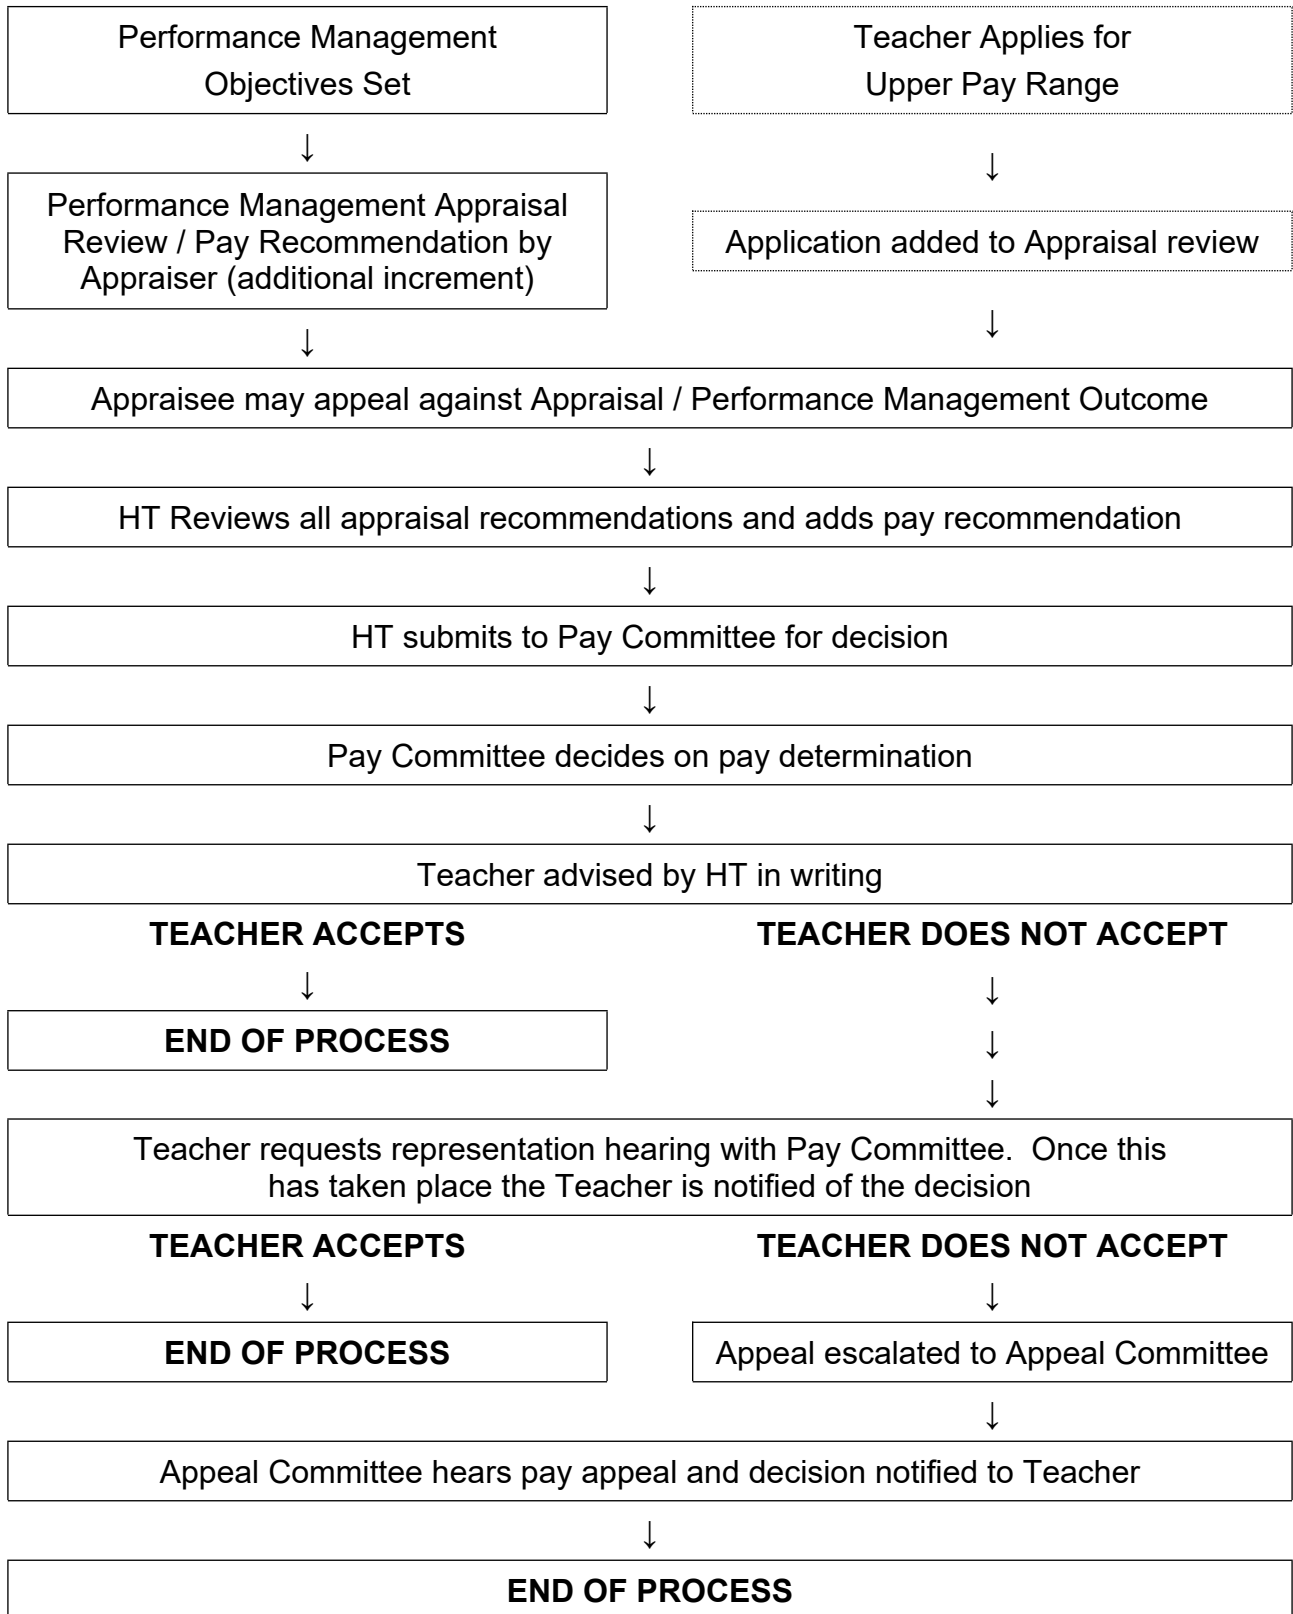 Performance Management
Objectives Set
Teacher Applies for
Upper Pay Range
↓
↓
Performance Management Appraisal
Review / Pay Recommendation by
Appraiser (additional increment)
Application added to Appraisal review
↓
↓
Appraisee may appeal against Appraisal / Performance Management Outcome
↓
HT Reviews all appraisal recommendations and adds pay recommendation
↓
HT submits to Pay Committee for decision
↓
Pay Committee decides on pay determination
↓
Teacher advised by HT in writing
TEACHER ACCEPTS
TEACHER DOES NOT ACCEPT
↓
↓
END OF PROCESS
↓
↓
Teacher requests representation hearing with Pay Committee.  Once this
has taken place the Teacher is notified of the decision
TEACHER ACCEPTS
TEACHER DOES NOT ACCEPT
↓
↓
END OF PROCESS
Appeal escalated to Appeal Committee
↓
Appeal Committee hears pay appeal and decision notified to Teacher
↓
END OF PROCESS